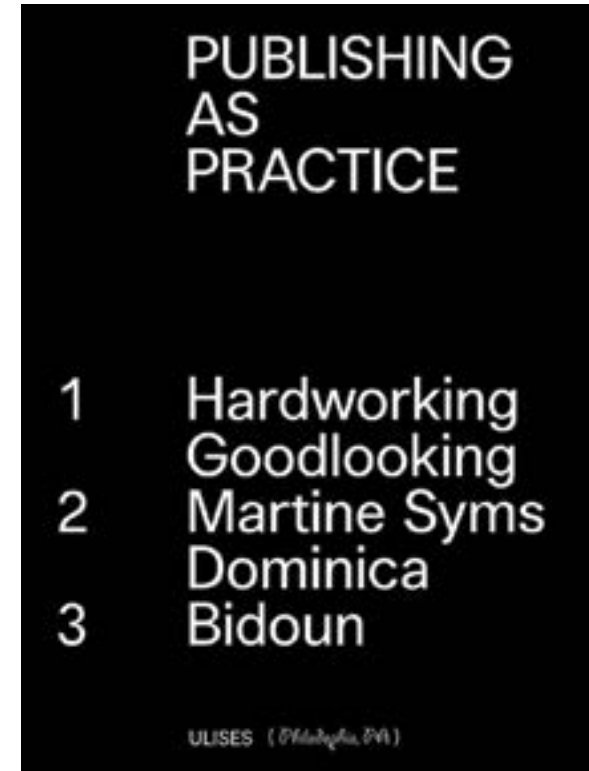 PUBLISHING
AS
PRACTICE
1 Hardworking
Goodlooking
2 Martine Syms
Dominica
3 Bidoun
ULISES (Philadelphia, PA)